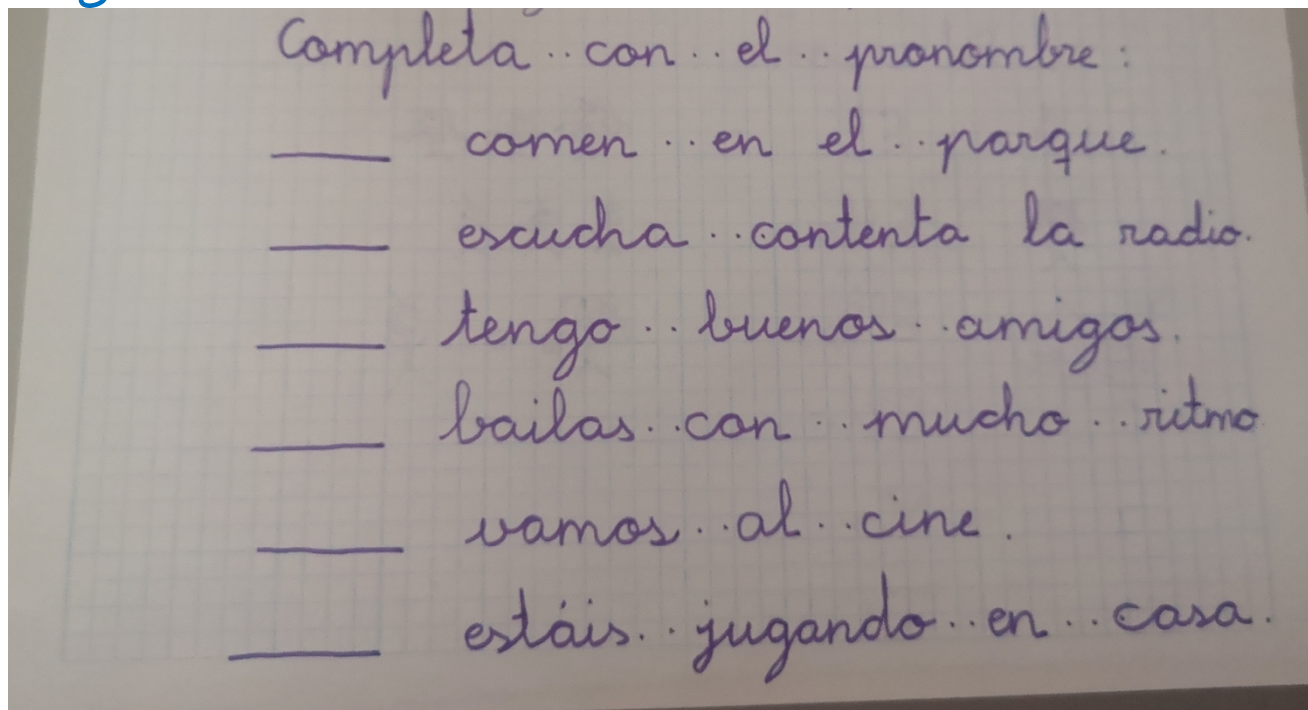 Completa con el pronombre:
____ comen en el parque.
____ escucha contenta la radio.
____ tengo buenos amigos.
____ bailas con mucho ritmo
____ vamos al cine.
____ estáis jugando en casa.